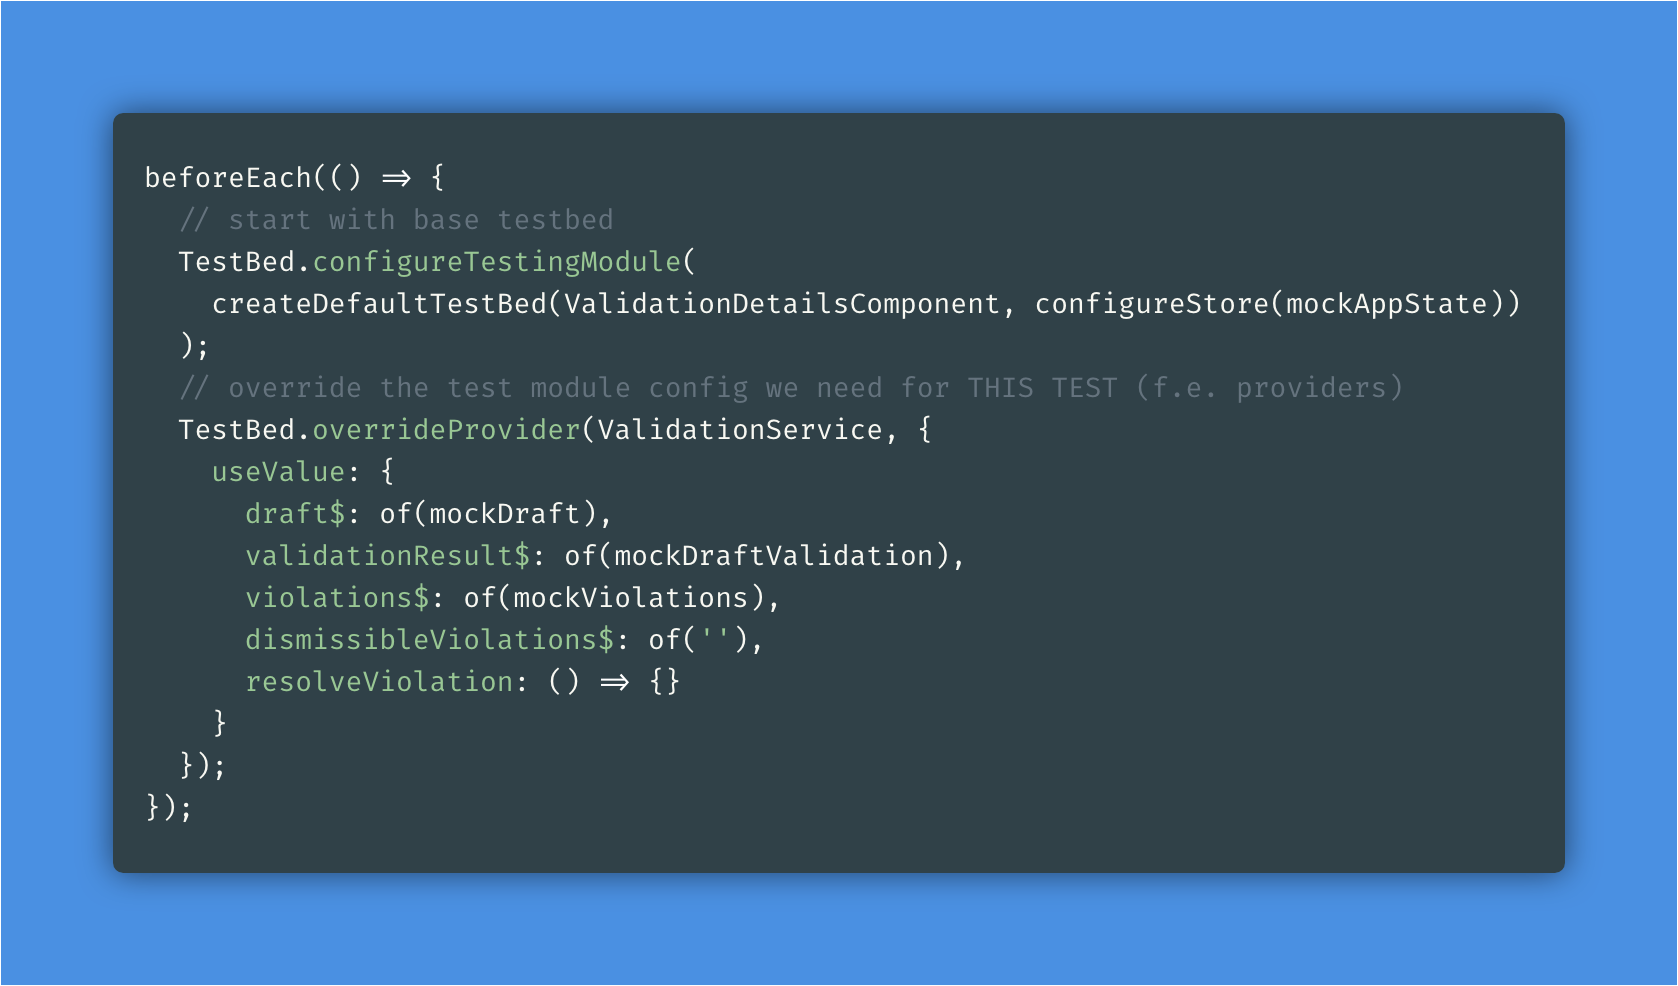 beforeEach(() => {
  // start with base testbed
  TestBed.configureTestingModule(
    createDefaultTestBed(ValidationDetailsComponent, configureStore(mockAppState))
  );
  // override the test module config we need for THIS TEST (f.e. providers)
  TestBed.overrideProvider(ValidationService, {
    useValue: {
      draft$: of(mockDraft),
      validationResult$: of(mockDraftValidation),
      violations$: of(mockViolations),
      dismissibleViolations$: of(''),
      resolveViolation: () => {}
    }
  });
});